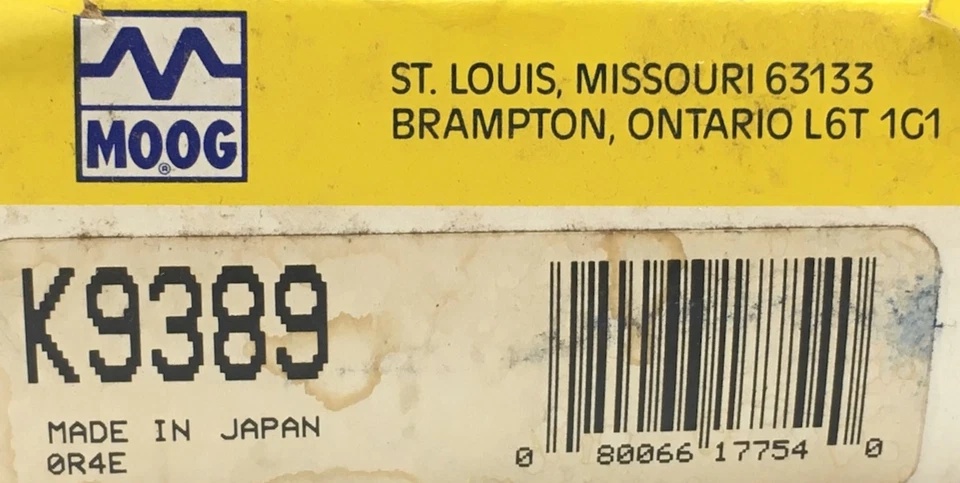 MOOG®
ST. LOUIS, MISSOURI 63133
BRAMPTON, ONTARIO L6T 1G1
K9389
MADE IN JAPAN
0R4E
0 80066 17754 0